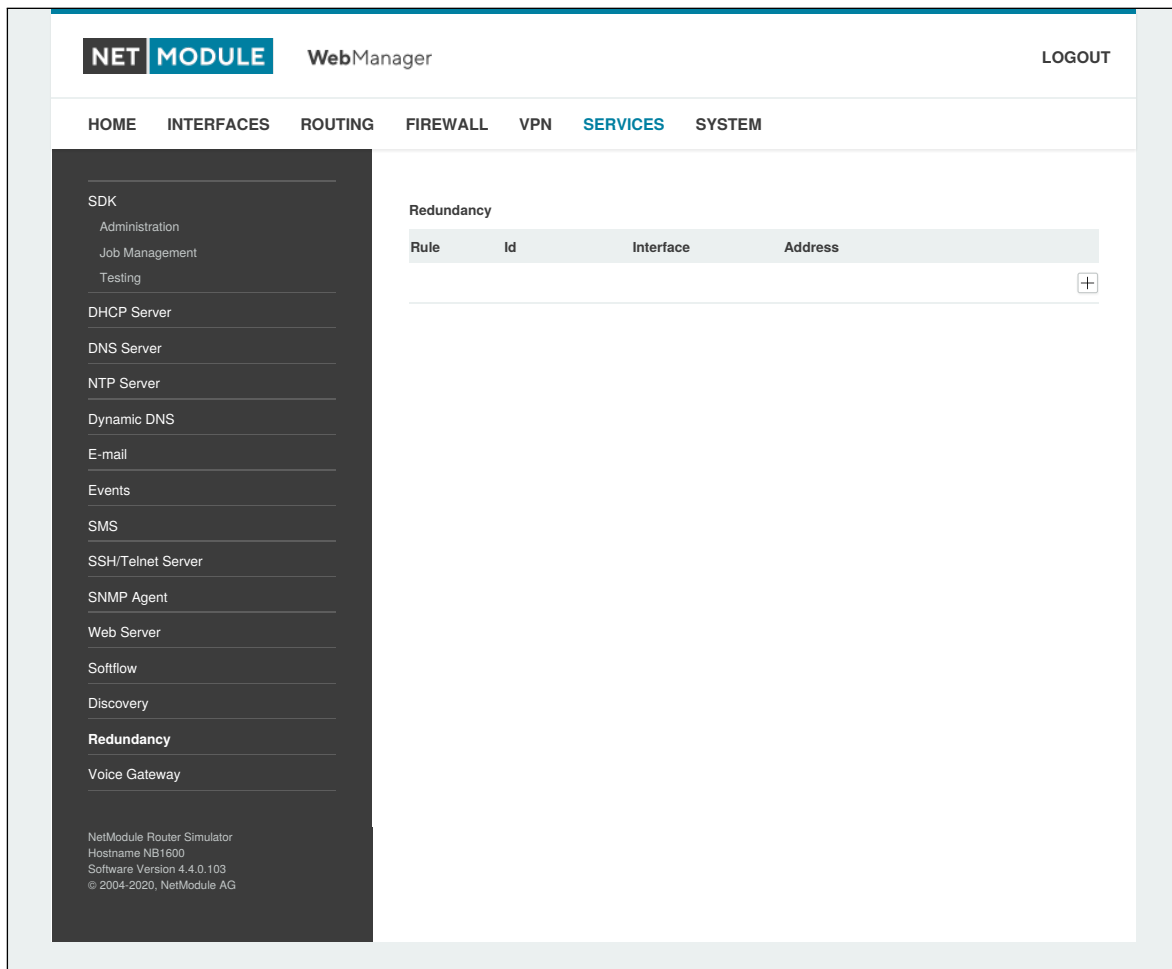 NET MODULE WebManager LOGOUT
HOME INTERFACES ROUTING FIREWALL VPN SERVICES SYSTEM
SDK
Administration
Job Management
Testing
DHCP Server
DNS Server
NTP Server
Dynamic DNS
E-mail
Events
SMS
SSH/Telnet Server
SNMP Agent
Web Server
Softflow
Discovery
Redundancy
Voice Gateway
NetModule Router Simulator
Hostname NB1600
Software Version 4.4.0.103
© 2004-2020, NetModule AG
Redundancy
Rule Id Interface Address